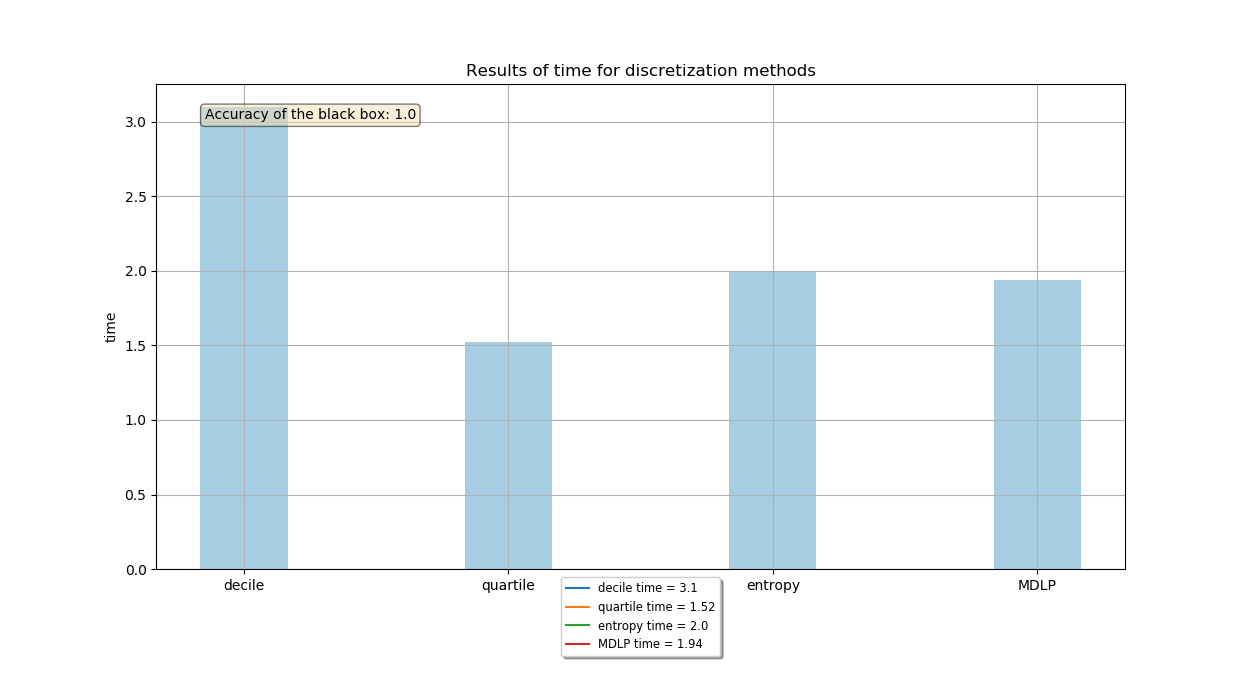 Results of time for discretization methods
Accuracy of the black box: 1.0
3.0
2.5
2.0
1.5
1.0
0.5
0.0
time
decile quartile entropy MDLP
decile time = 3.1
quartile time = 1.52
entropy time = 2.0
MDLP time = 1.94